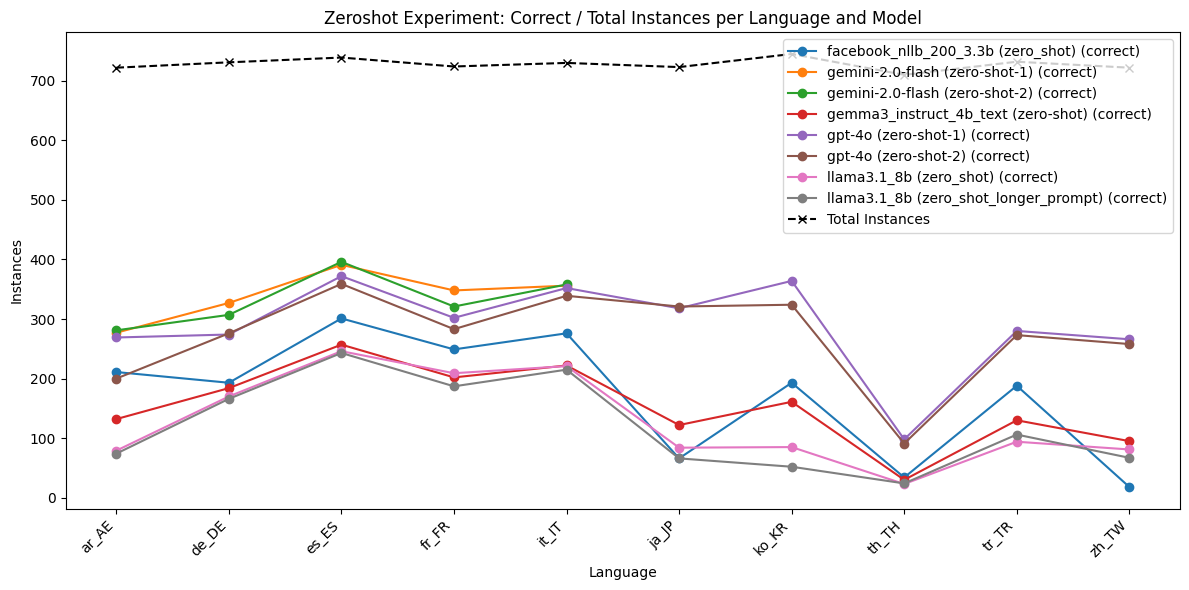 Zeroshot Experiment: Correct / Total Instances per Language and Model
facebook_nllb_200_3.3b (zero_shot) (correct)
gemini-2.0-flash (zero-shot-1) (correct)
gemini-2.0-flash (zero-shot-2) (correct)
gemma3_instruct_4b_text (zero-shot) (correct)
gpt-4o (zero-shot-1) (correct)
gpt-4o (zero-shot-2) (correct)
llama3.1_8b (zero_shot) (correct)
llama3.1_8b (zero_shot_longer_prompt) (correct)
Total Instances
Instances
700
600
500
400
300
200
100
0
ar_AE
de_DE
es_ES
fr_FR
it_IT
ja_JP
ko_KR
th_TH
tr_TR
zh_TW
Language